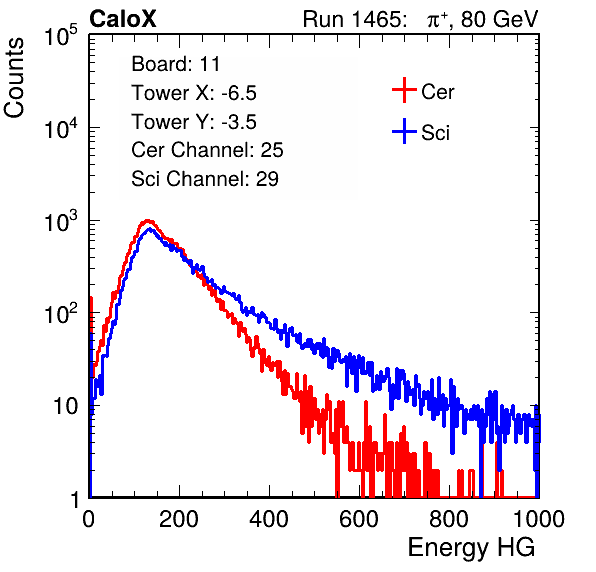 CaloX Run 1465: π⁺, 80 GeV
Counts
10⁵
10⁴
10³
10²
10
1
Board: 11
Tower X: -6.5
Tower Y: -3.5
Cer Channel: 25
Sci Channel: 29
Cer
Sci
0 200 400 600 800 1000
Energy HG